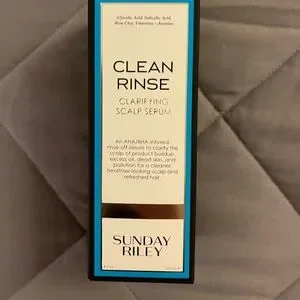 Glycolic Acid, Salicylic Acid
Blue Clay, Vitamins + Jasmine
CLEAN
RINSE
CLARIFYING
SCALP SERUM
An AHA/BHA-infused,
rinse-off serum to clarify the
scalp of product buildup,
excess oil, dead skin, and
pollution for a cleaner,
healthier-looking scalp and
refreshed hair.
SUNDAY
RILEY